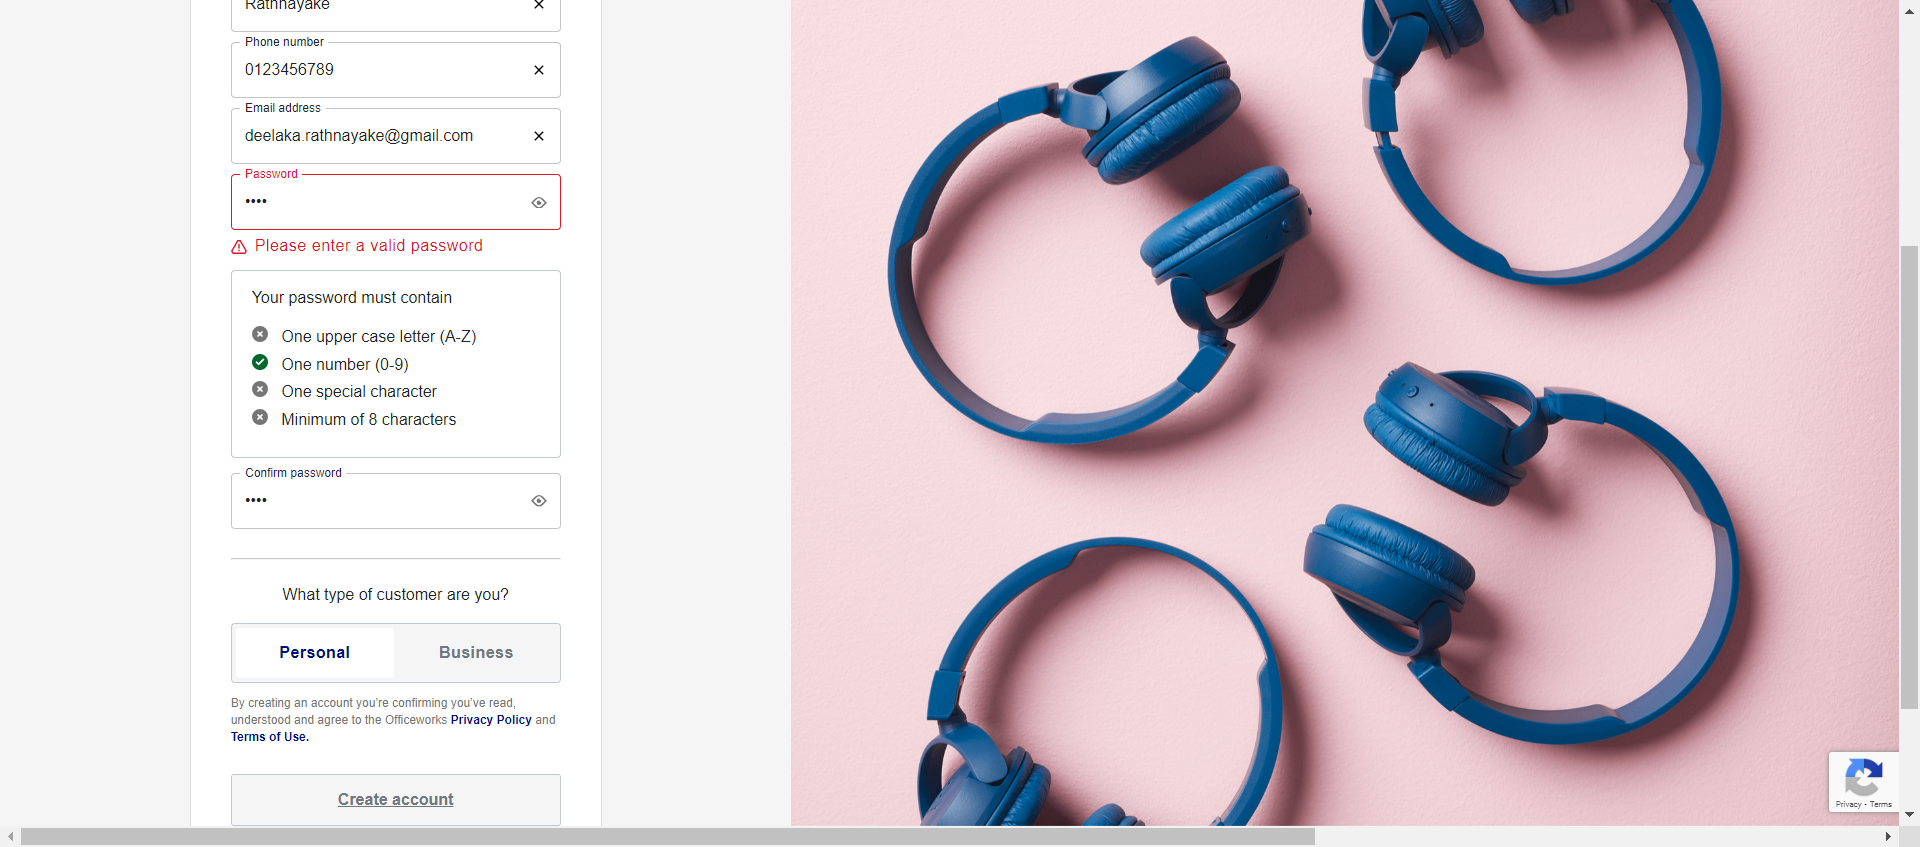 Rathnayake
Phone number
0123456789
Email address
deelaka.rathnayake@gmail.com
Password
••••
Please enter a valid password
Your password must contain
One upper case letter (A-Z)
One number (0-9)
One special character
Minimum of 8 characters
Confirm password
••••
What type of customer are you?
Personal Business
By creating an account you're confirming you've read,
understood and agree to the Officeworks Privacy Policy and
Terms of Use.
Create account
Privacy - Terms